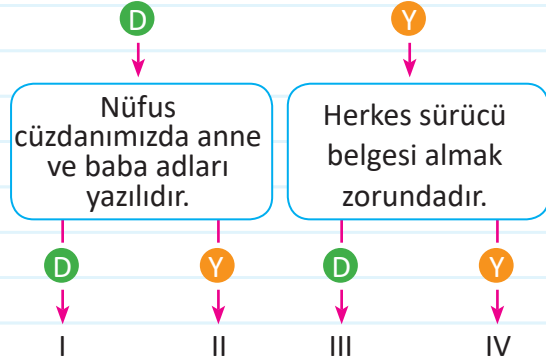 D
Y
Nüfus
cüzdanımızda anne
ve baba adları
yazılıdır.
Herkes sürücü
belgesi almak
zorundadır.
D
Y
D
Y
I
II
III
IV